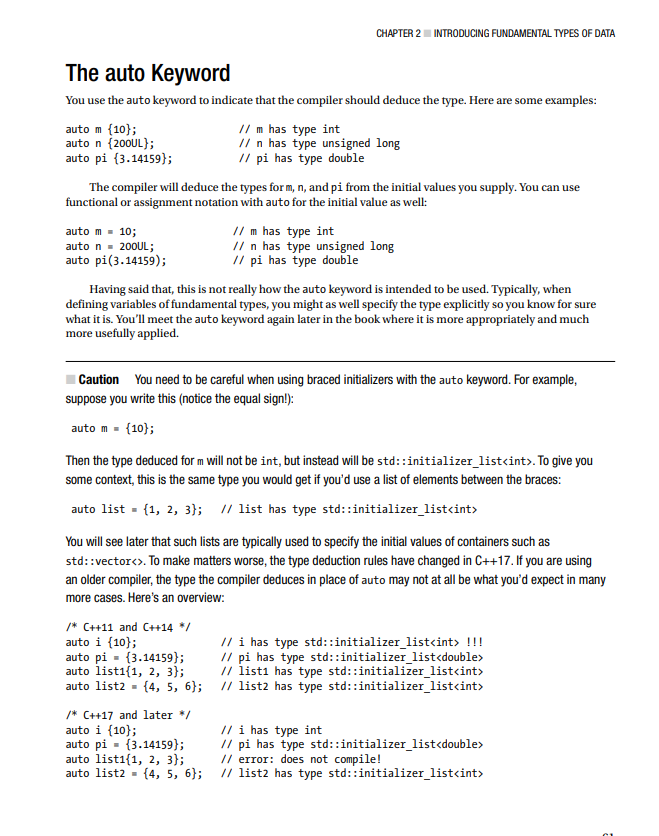 CHAPTER 2 ■ INTRODUCING FUNDAMENTAL TYPES OF DATA
The auto Keyword
You use the auto keyword to indicate that the compiler should deduce the type. Here are some examples:
auto m {10}; // m has type int
auto n {200UL}; // n has type unsigned long
auto pi {3.14159}; // pi has type double
The compiler will deduce the types for m, n, and pi from the initial values you supply. You can use
functional or assignment notation with auto for the initial value as well:
auto m = 10; // m has type int
auto n = 200UL; // n has type unsigned long
auto pi(3.14159); // pi has type double
Having said that, this is not really how the auto keyword is intended to be used. Typically, when
defining variables of fundamental types, you might as well specify the type explicitly so you know for sure
what it is. You'll meet the auto keyword again later in the book where it is more appropriately and much
more usefully applied.
■ Caution You need to be careful when using braced initializers with the auto keyword. For example,
suppose you write this (notice the equal sign!):
auto m = {10};
Then the type deduced for m will not be int, but instead will be std::initializer_list<int>. To give you
some context, this is the same type you would get if you'd use a list of elements between the braces:
auto list = {1, 2, 3}; // list has type std::initializer_list<int>
You will see later that such lists are typically used to specify the initial values of containers such as
std::vector<>. To make matters worse, the type deduction rules have changed in C++17. If you are using
an older compiler, the type the compiler deduces in place of auto may not at all be what you'd expect in many
more cases. Here's an overview:
/* C++11 and C++14 */
auto i {10}; // i has type std::initializer_list<int> !!!
auto pi = {3.14159}; // pi has type std::initializer_list<double>
auto list1{1, 2, 3}; // list1 has type std::initializer_list<int>
auto list2 = {4, 5, 6}; // list2 has type std::initializer_list<int>
/* C++17 and later */
auto i {10}; // i has type int
auto pi = {3.14159}; // pi has type std::initializer_list<double>
auto list1{1, 2, 3}; // error: does not compile!
auto list2 = {4, 5, 6}; // list2 has type std::initializer_list<int>